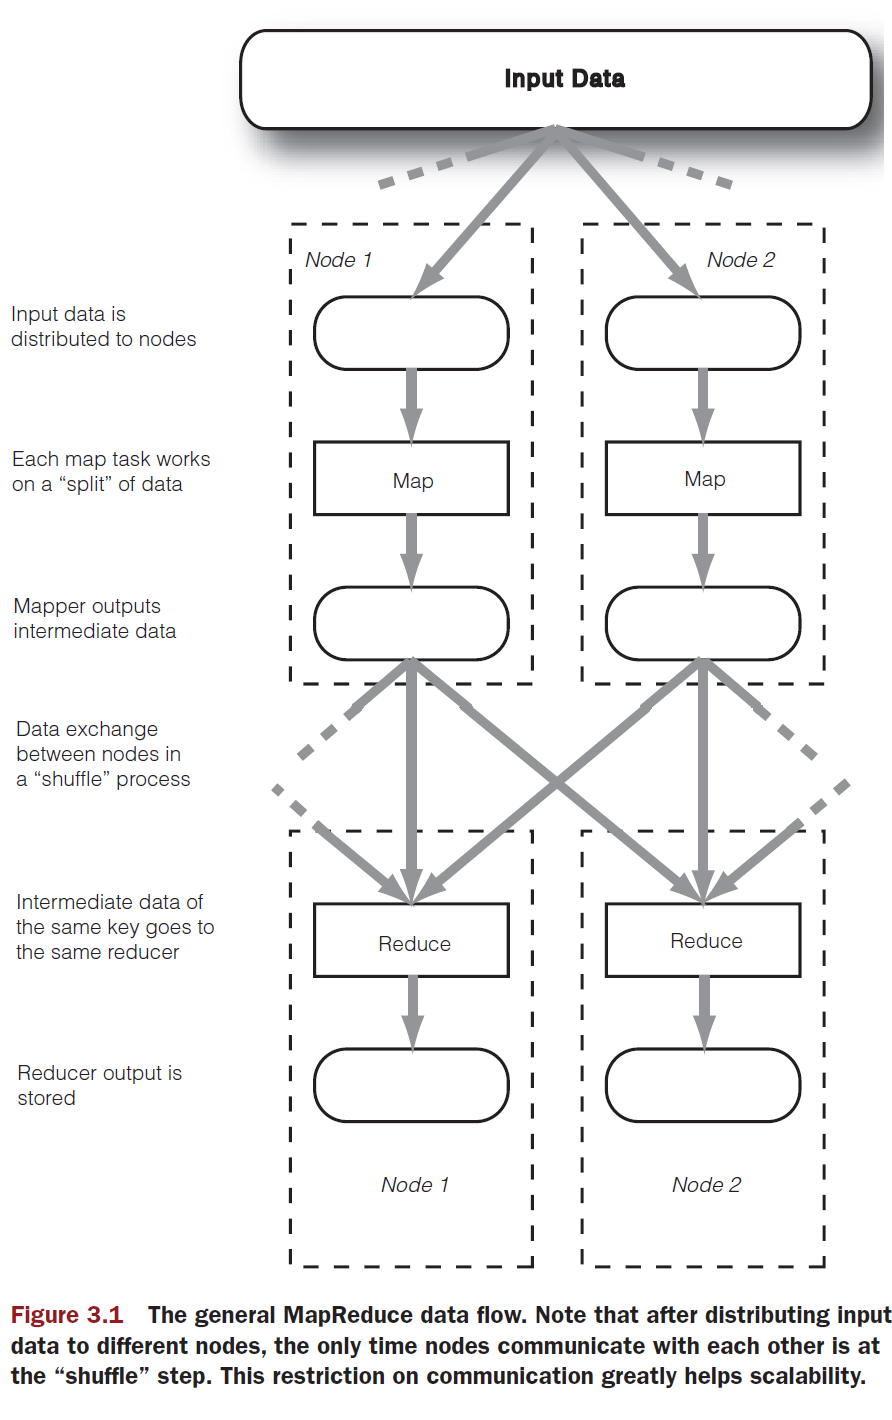 Input Data
Node 1
Node 2
Input data is
distributed to nodes
Each map task works
on a “split” of data
Map
Map
Mapper outputs
intermediate data
Data exchange
between nodes in
a “shuffle” process
Intermediate data of
the same key goes to
the same reducer
Reduce
Reduce
Reducer output is
stored
Node 1
Node 2
Figure 3.1 The general MapReduce data flow. Note that after distributing input
data to different nodes, the only time nodes communicate with each other is at
the “shuffle” step. This restriction on communication greatly helps scalability.